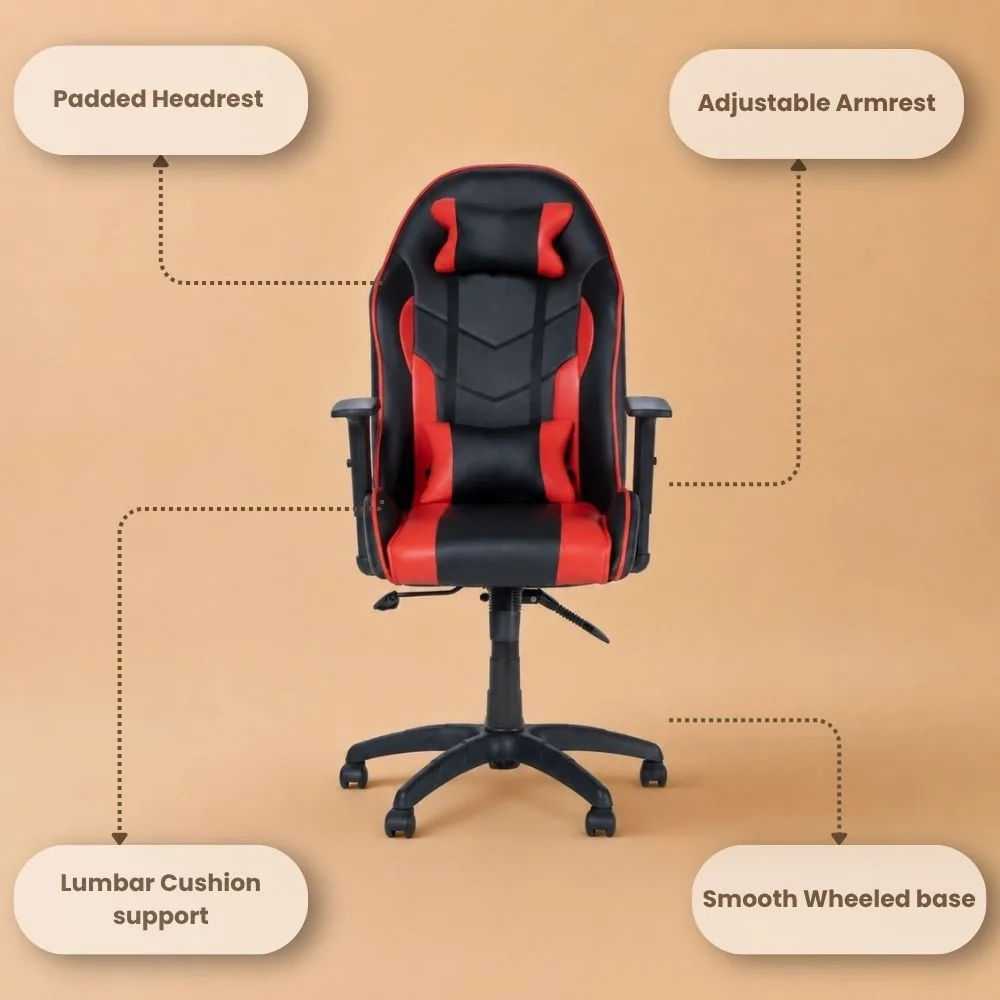 Padded Headrest
Adjustable Armrest
Lumbar Cushion
support
Smooth Wheeled base